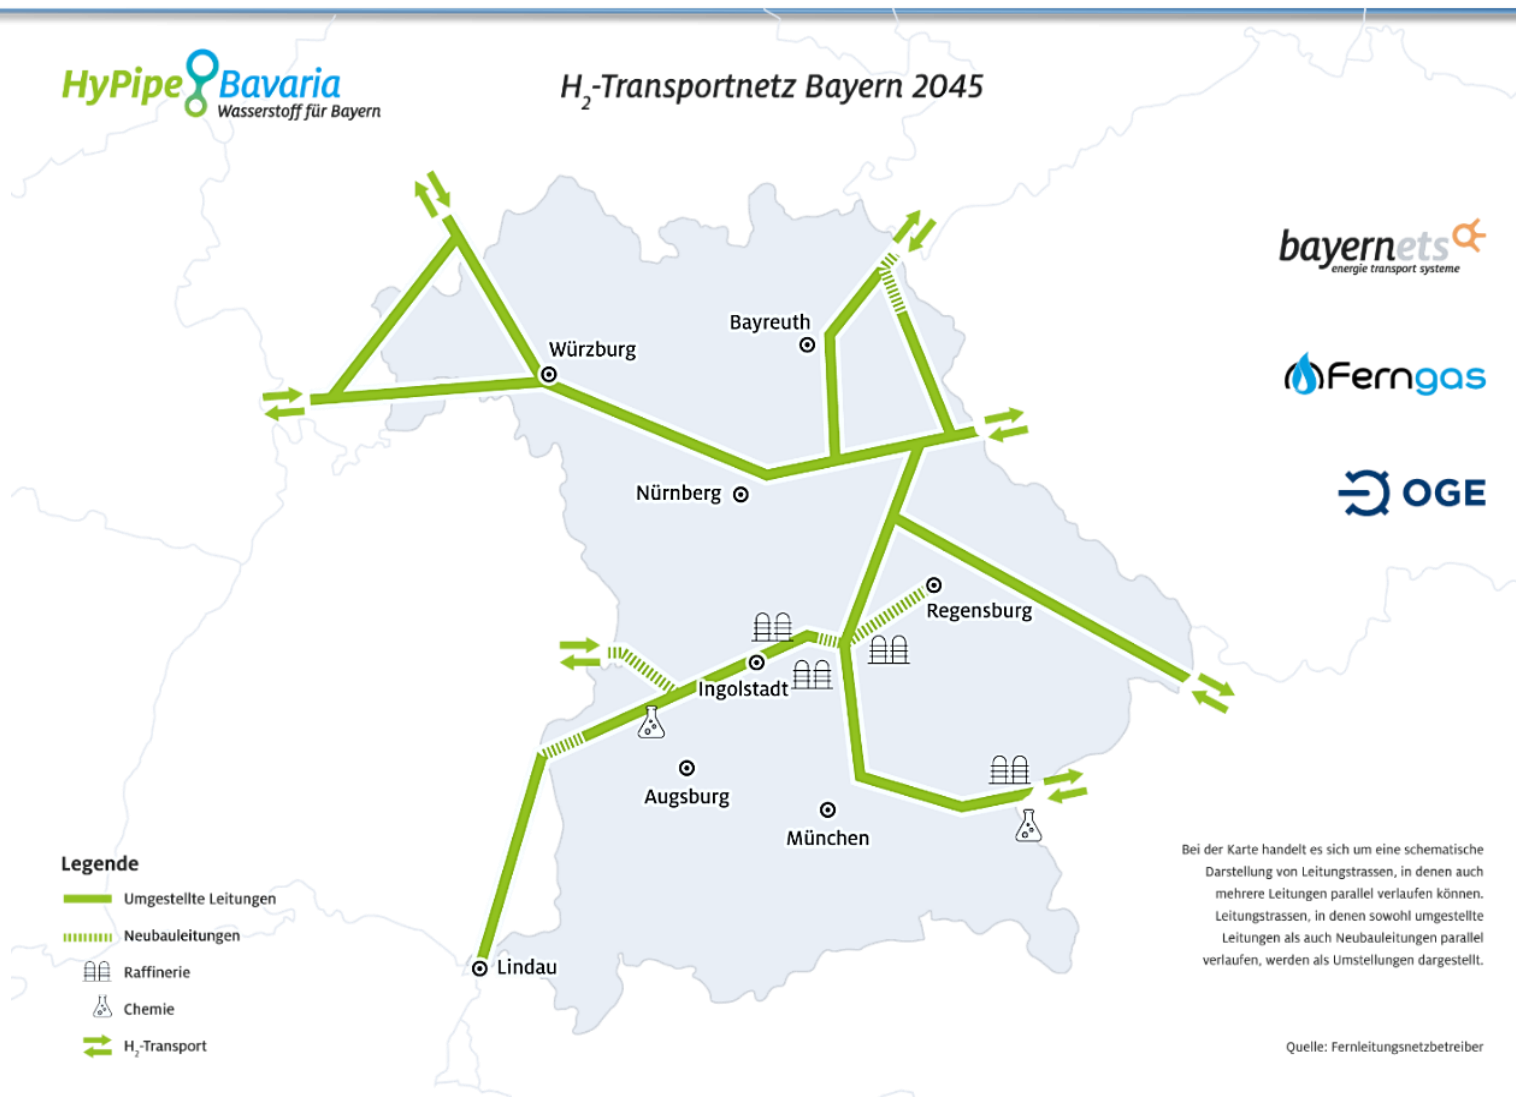 HyPipe Bavaria
Wasserstoff für Bayern
H₂-Transportnetz Bayern 2045
bayernets
energie transport systeme
Ferngas
OGE
Bayreuth
Würzburg
Nürnberg
Regensburg
Ingolstadt
Augsburg
München
Lindau
Legende
Umgestellte Leitungen
Neubauleitungen
Raffinerie
Chemie
H₂-Transport
Bei der Karte handelt es sich um eine schematische
Darstellung von Leitungstrassen, in denen auch
mehrere Leitungen parallel verlaufen können.
Leitungstrassen, in denen sowohl umgestellte
Leitungen als auch Neubauleitungen parallel
verlaufen, werden als Umstellungen dargestellt.
Quelle: Fernleitungsnetzbetreiber